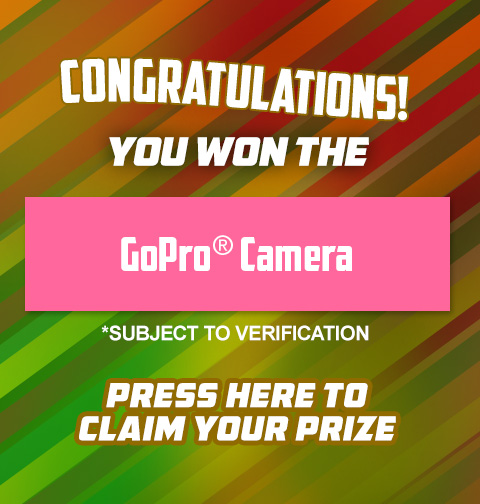 CONGRATULATIONS!
YOU WON THE
GoPro® Camera
*SUBJECT TO VERIFICATION
PRESS HERE TO
CLAIM YOUR PRIZE